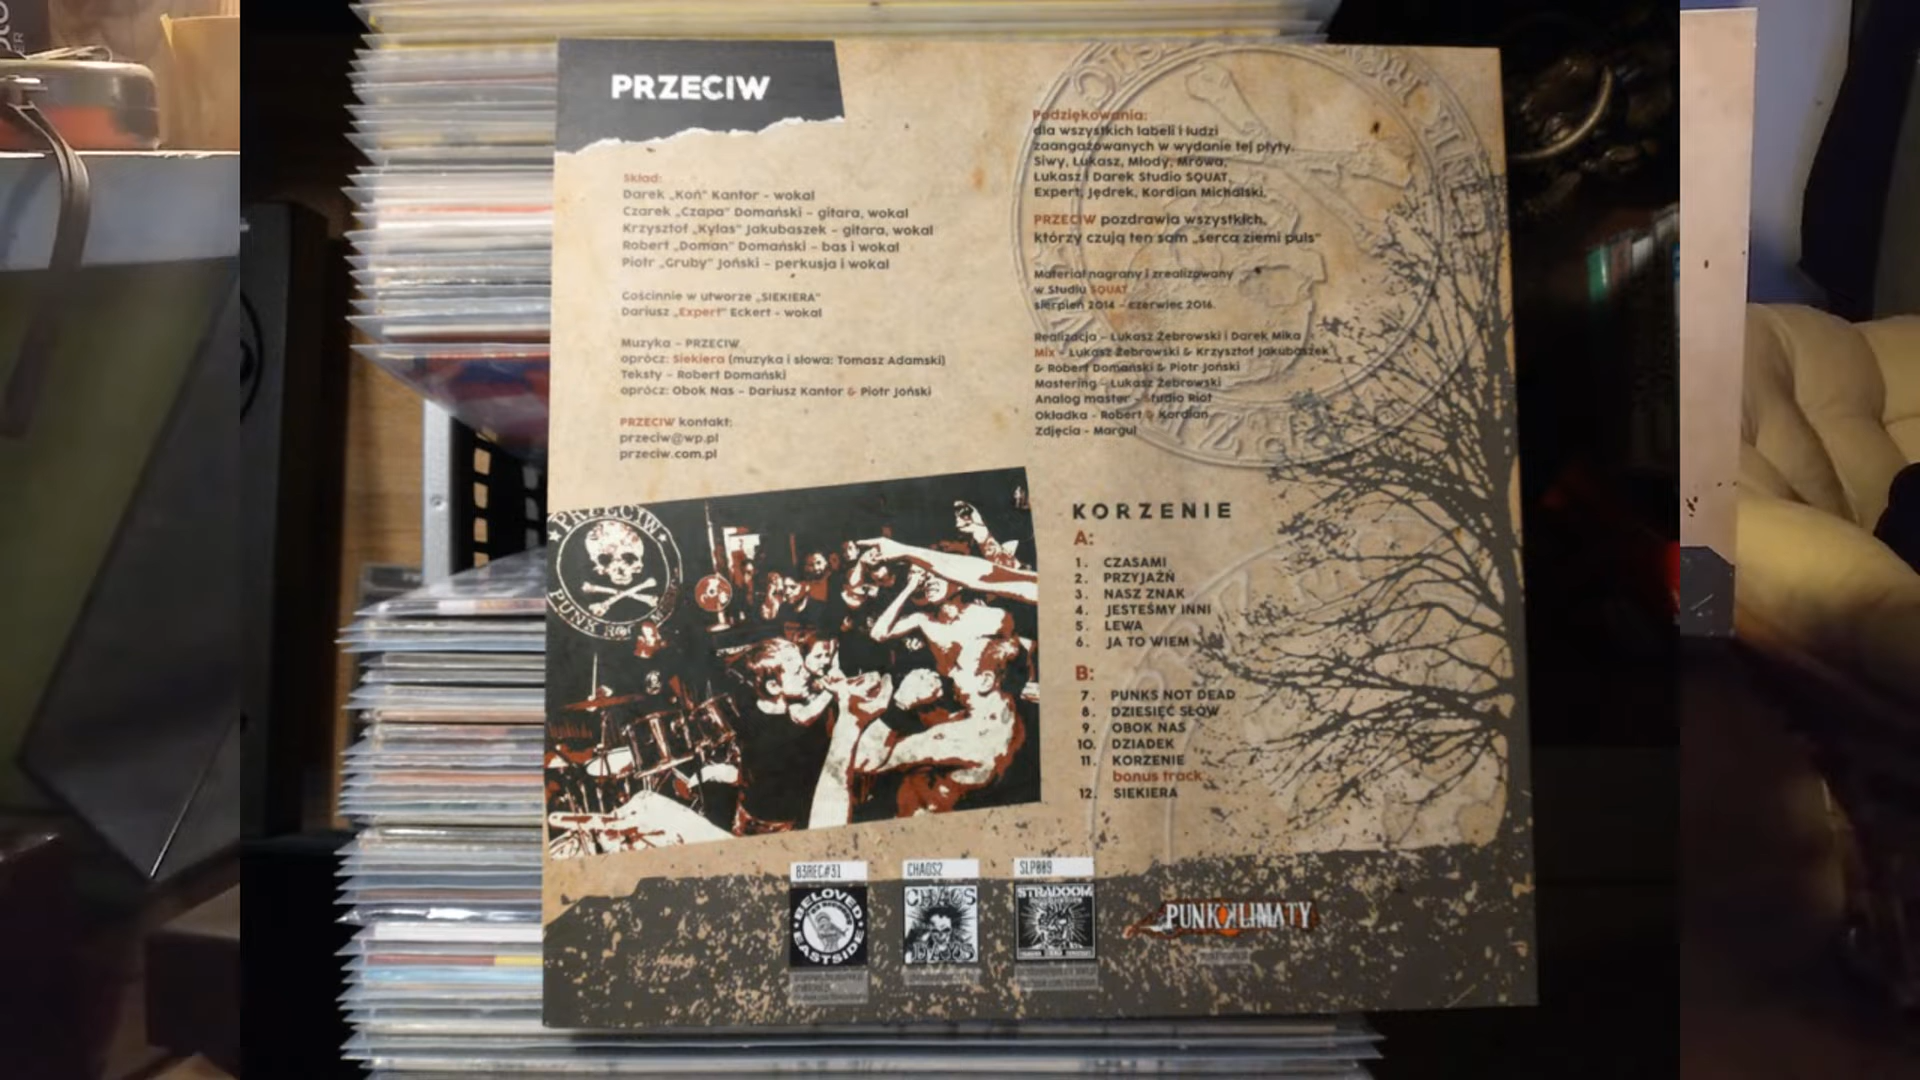 PRZECIW
Skład:
Darek „Koń" Kantor - wokal
Czarek „Czapa" Domański - gitara, wokal
Krzysztof „Kylas" Jakubaszek - gitara, wokal
Robert „Doman" Domański - bas i wokal
Piotr „Gruby" Joński - perkusja i wokal
Gościnnie w utworze „SIEKIERA"
Dariusz „Expert" Eckert - wokal
Muzyka - PRZECIW
oprócz: Siekiera (muzyka i słowa: Tomasz Adamski)
Teksty - Robert Domański
oprócz: Obok Nas - Dariusz Kantor & Piotr Joński
PRZECIW kontakt:
przeciw@wp.pl
przeciw.com.pl
Podziękowania:
dla wszystkich labeli i ludzi
zaangażowanych w wydanie tej płyty.
Siwy, Łukasz, Młody, Mrówa,
Łukasz i Darek Studio SQUAT,
Expert, Jędrek, Kordian Michalski.
PRZECIW pozdrawia wszystkich,
którzy czują ten sam „serca ziemi puls"
Materiał nagrany i zrealizowany
w Studiu SQUAT
sierpień 2014 - czerwiec 2016.
Realizacja - Łukasz Żebrowski i Darek Mika
Mix - Łukasz Żebrowski & Krzysztof Jakubaszek
& Robert Domański & Piotr Joński
Mastering - Łukasz Żebrowski
Analog master - Studio Riot
Okładka - Robert & Kordian
Zdjęcia - Margul
PRZECIW
PUNK ROCK
KORZENIE
A:
1. CZASAMI
2. PRZYJAŹŃ
3. NASZ ZNAK
4. JESTEŚMY INNI
5. LEWA
6. JA TO WIEM
B:
7. PUNKS NOT DEAD
8. DZIESIĘĆ SŁÓW
9. OBOK NAS
10. DZIADEK
11. KORZENIE
bonus track
12. SIEKIERA
B3REC#31
CHAOS2
SLP009
BELOVED
EASTSIDE
CHAOS
DAYS
STRADOOM
PUNK KLIMATY